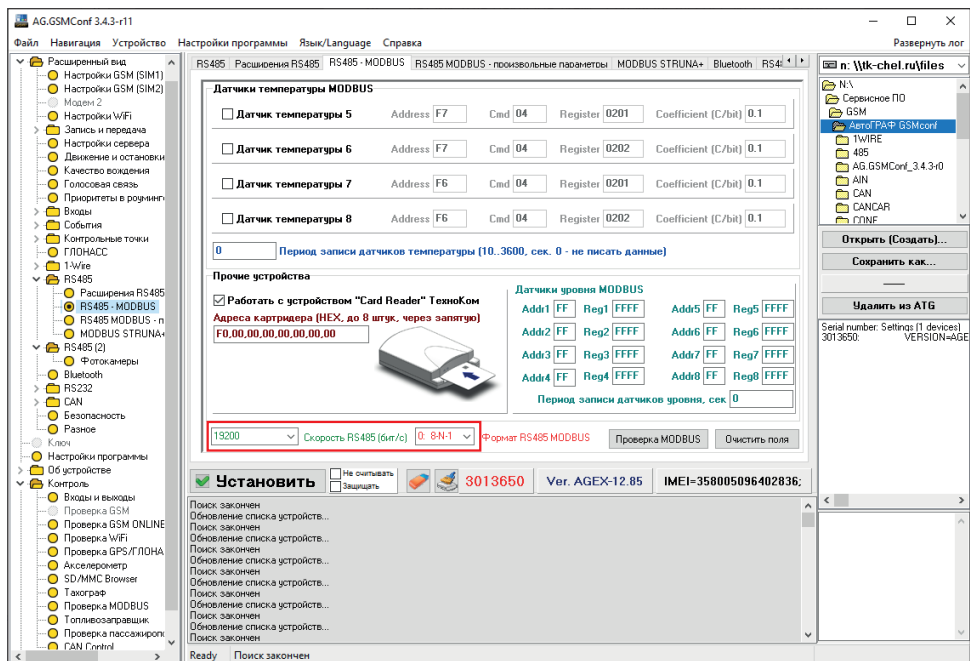 AG.GSMConf 3.4.3-r11
Файл Навигация Устройство Настройки программы Язык/Language Справка Развернуть лог
Расширенный вид
Настройки GSM (SIM1)
Настройки GSM (SIM2)
Модем 2
Настройки WiFi
Запись и передача
Настройки сервера
Движение и остановки
Качество вождения
Голосовая связь
Приоритеты в роуминг
Входы
События
Контрольные точки
ГЛОНАСС
1-Wire
RS485
Расширения RS485
RS485 - MODBUS
RS485 MODBUS - п
MODBUS STRUNA+
RS485 (2)
Фотокамеры
Bluetooth
RS232
CAN
Безопасность
Разное
Ключ
Настройки программы
Об устройстве
Контроль
Входы и выходы
Проверка GSM
Проверка GSM ONLINE
Проверка WiFi
Проверка GPS/ГЛОНА
Акселерометр
SD/MMC Browser
Тахограф
Проверка MODBUS
Топливозаправщик
Проверка пассажиропо
CAN Control
RS485 Расширения RS485 RS485 - MODBUS RS485 MODBUS - произвольные параметры MODBUS STRUNA+ Bluetooth RS48
Датчики температуры MODBUS
Датчик температуры 5 Address F7 Cmd 04 Register 0201 Coefficient (C/bit) 0.1
Датчик температуры 6 Address F7 Cmd 04 Register 0202 Coefficient (C/bit) 0.1
Датчик температуры 7 Address F6 Cmd 04 Register 0201 Coefficient (C/bit) 0.1
Датчик температуры 8 Address F6 Cmd 04 Register 0202 Coefficient (C/bit) 0.1
0 Период записи датчиков температуры (10..3600, сек. 0 - не писать данные)
Прочие устройства
Работать с устройством "Card Reader" ТехноКом
Адреса картридера (HEX, до 8 штук, через запятую)
F0,00,00,00,00,00,00,00
Датчики уровня MODBUS
Addr1 FF Reg1 FFFF Addr5 FF Reg5 FFFF
Addr2 FF Reg2 FFFF Addr6 FF Reg6 FFFF
Addr3 FF Reg3 FFFF Addr7 FF Reg7 FFFF
Addr4 FF Reg4 FFFF Addr8 FF Reg8 FFFF
Период записи датчиков уровня, сек 0
19200 Скорость RS485 (бит/с) 0: 8-N-1 Формат RS485 MODBUS Проверка MODBUS Очистить поля
Установить Не считывать
Защищать
3013650 Ver. AGEX-12.85 IMEI=358005096402836;
Поиск закончен
Обновление списка устройств...
Поиск закончен
Обновление списка устройств...
Поиск закончен
Обновление списка устройств...
Поиск закончен
Обновление списка устройств...
Поиск закончен
Обновление списка устройств...
Поиск закончен
Обновление списка устройств...
Поиск закончен
Ready Поиск закончен
n: \\tk-chel.ru\files
N:\
Сервисное ПО
GSM
АвтоГРАФ GSMconf
1WIRE
485
AG.GSMConf_3.4.3-r0
AIN
CAN
CANCAR
CONF
Открыть (Создать)...
Сохранить как...
Удалить из ATG
Serial number: Settings (1 devices)
3013650: VERSION=AGE